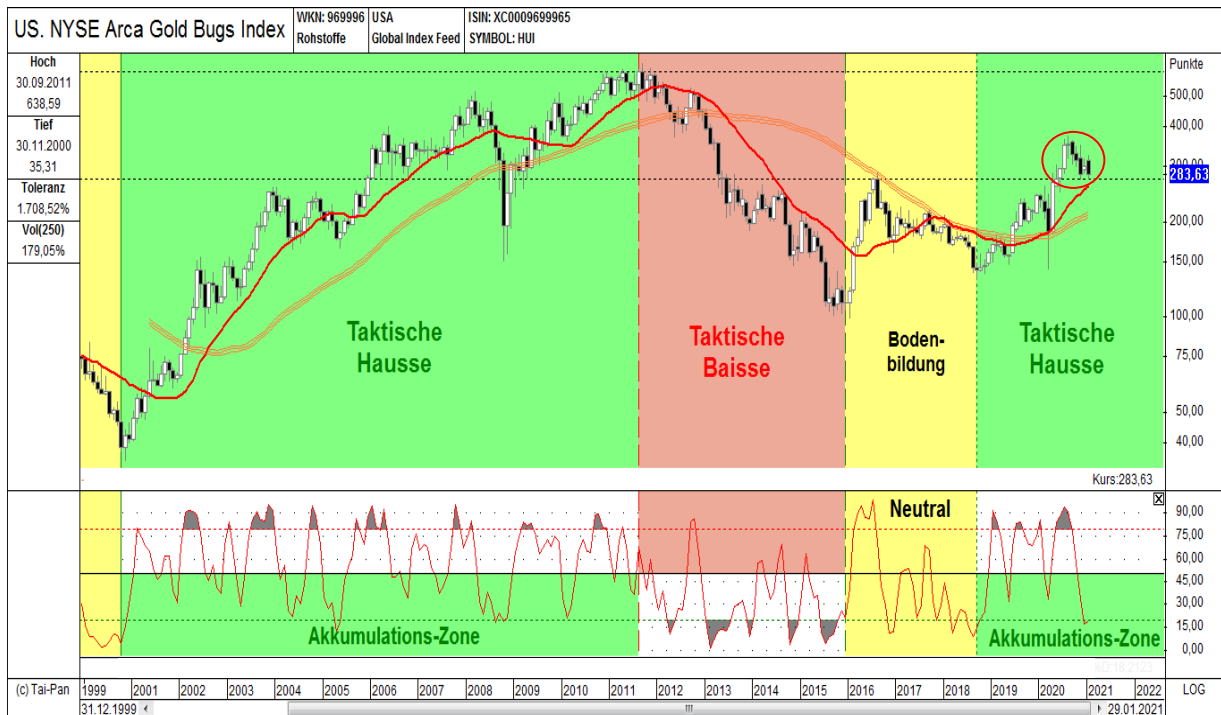 US. NYSE Arca Gold Bugs Index
WKN: 969996
Rohstoffe
USA
Global Index Feed
ISIN: XC0009699965
SYMBOL: HUI
Hoch
30.09.2011
638,59
Tief
30.11.2000
35,31
Toleranz
1.708,52%
Vol(250)
179,05%
Punkte
500,00
400,00
300,00
283,63
200,00
150,00
100,00
75,00
50,00
40,00
Taktische
Hausse
Taktische
Baisse
Boden-
bildung
Taktische
Hausse
Kurs:283,63
Neutral
90,00
75,00
60,00
45,00
30,00
15,00
0,00
Akkumulations-Zone
Akkumulations-Zone
(c) Tai-Pan
1999 2001 2002 2003 2004 2005 2006 2007 2008 2009 2010 2011 2012 2013 2014 2015 2016 2017 2018 2019 2020 2021 2022
LOG
31.12.1999
29.01.2021